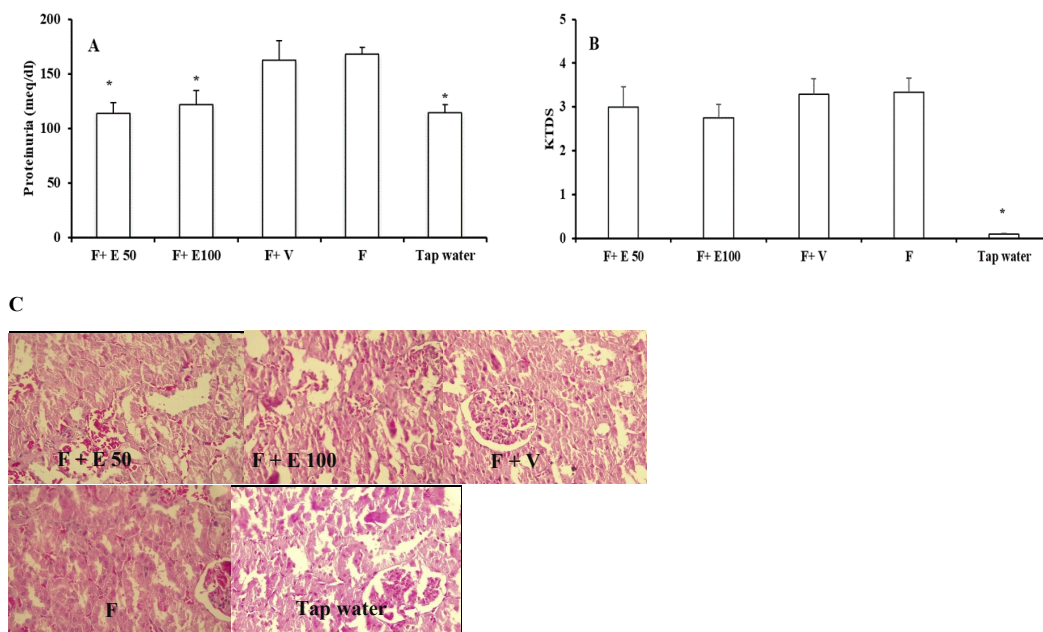 A
Proteinuria (meq/dl)
200
150
100
50
0
*
*
*
F+ E 50
F+ E100
F+ V
F
Tap water
B
KTDS
5
4
3
2
1
0
*
F+ E 50
F+ E100
F+ V
F
Tap water
C
F + E 50
F + E 100
F + V
F
Tap water